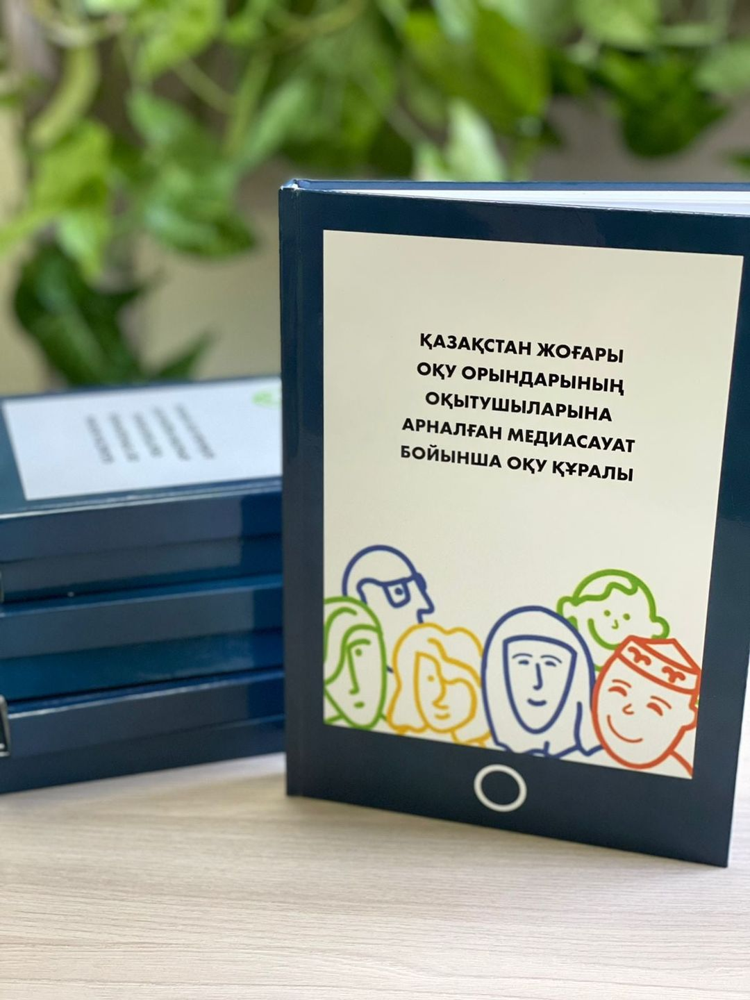 ҚАЗАҚСТАН ЖОҒАРЫ
ОҚУ ОРЫНДАРЫНЫҢ
ОҚЫТУШЫЛАРЫНА
АРНАЛҒАН МЕДИАСАУАТ
БОЙЫНША ОҚУ ҚҰРАЛЫ